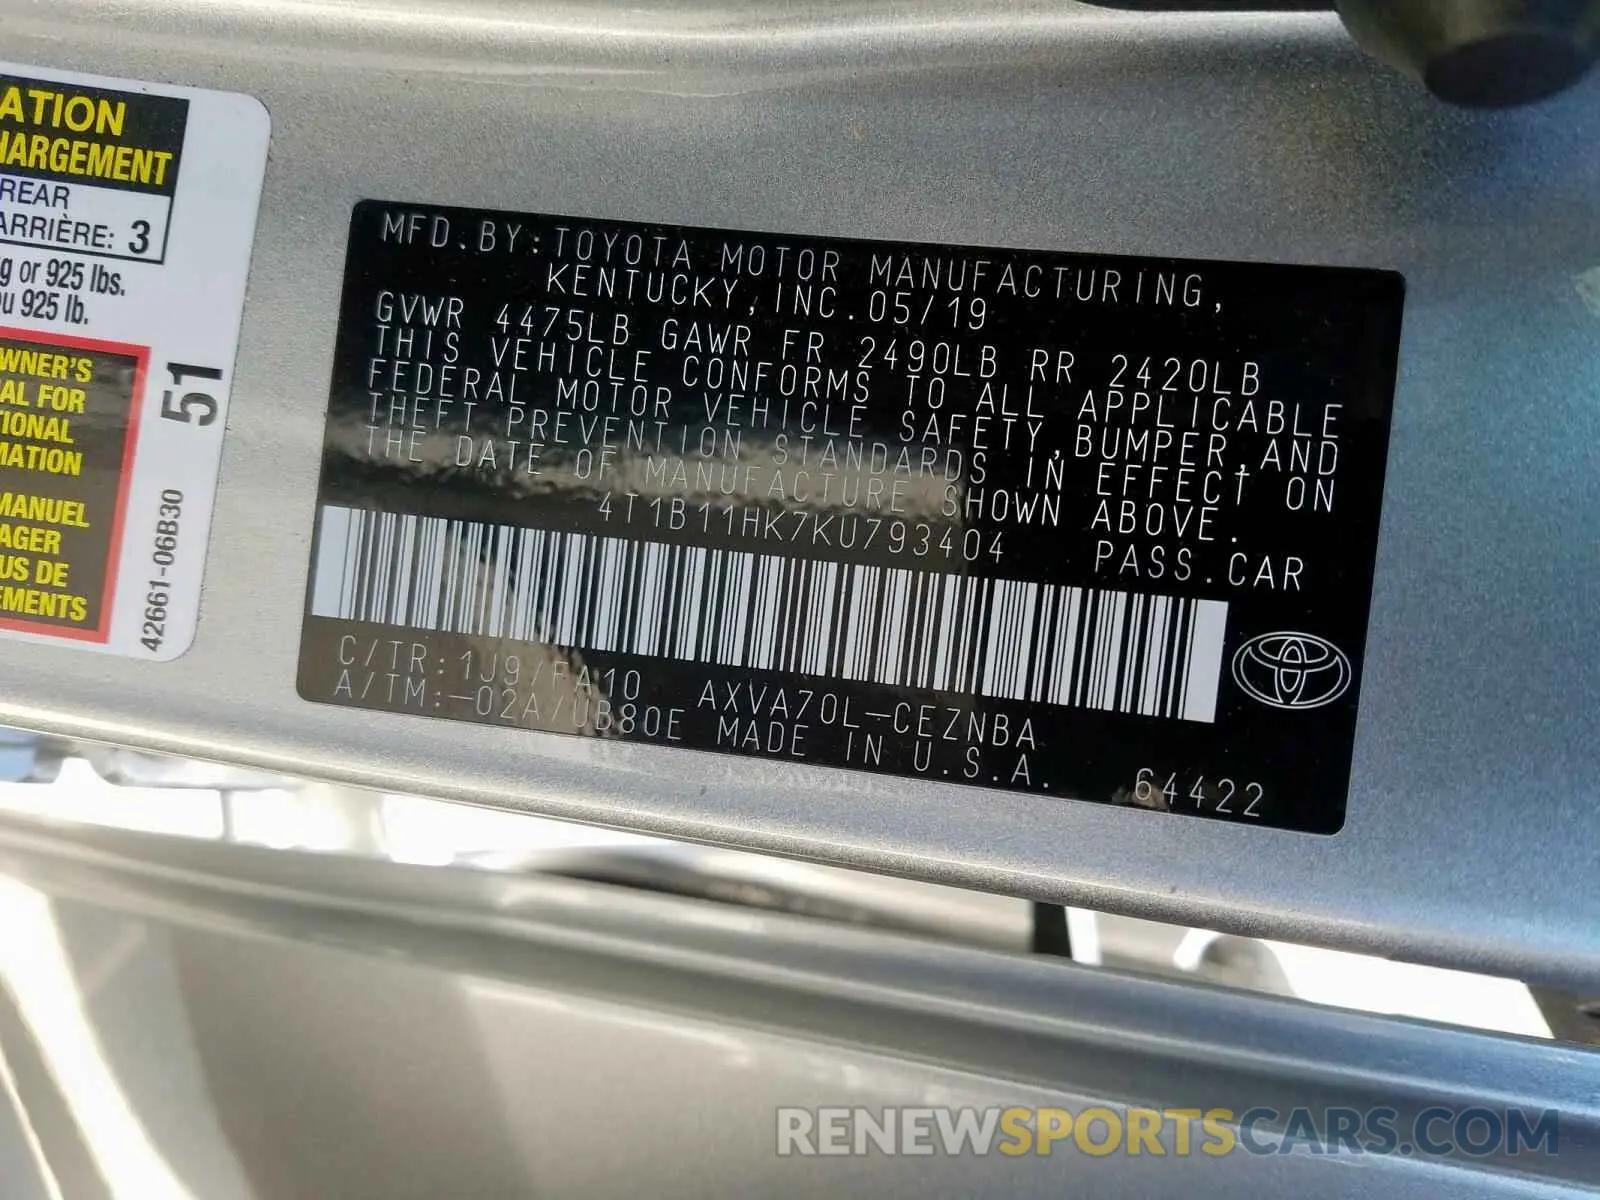 ATION
HARGEMENT
REAR
ARRIÈRE: 3
g or 925 lbs.
ou 925 lb.
WNER'S
AL FOR
TIONAL
MATION
MANUEL
AGER
US DE
EMENTS
51
42661-06B30
MFD.BY:TOYOTA MOTOR MANUFACTURING,
KENTUCKY,INC.05/19
GVWR 4475LB GAWR FR 2490LB RR 2420LB
THIS VEHICLE CONFORMS TO ALL APPLICABLE
FEDERAL MOTOR VEHICLE SAFETY,BUMPER,AND
THEFT PREVENTION STANDARDS IN EFFECT ON
THE DATE OF MANUFACTURE SHOWN ABOVE.
4T1B11HK7KU793404 PASS.CAR
C/TR:1J9/FA10 AXVA70L-CEZNBA
A/TM:-02A/UB80E MADE IN U.S.A.
64422
RENEWSPORTSCARS.COM